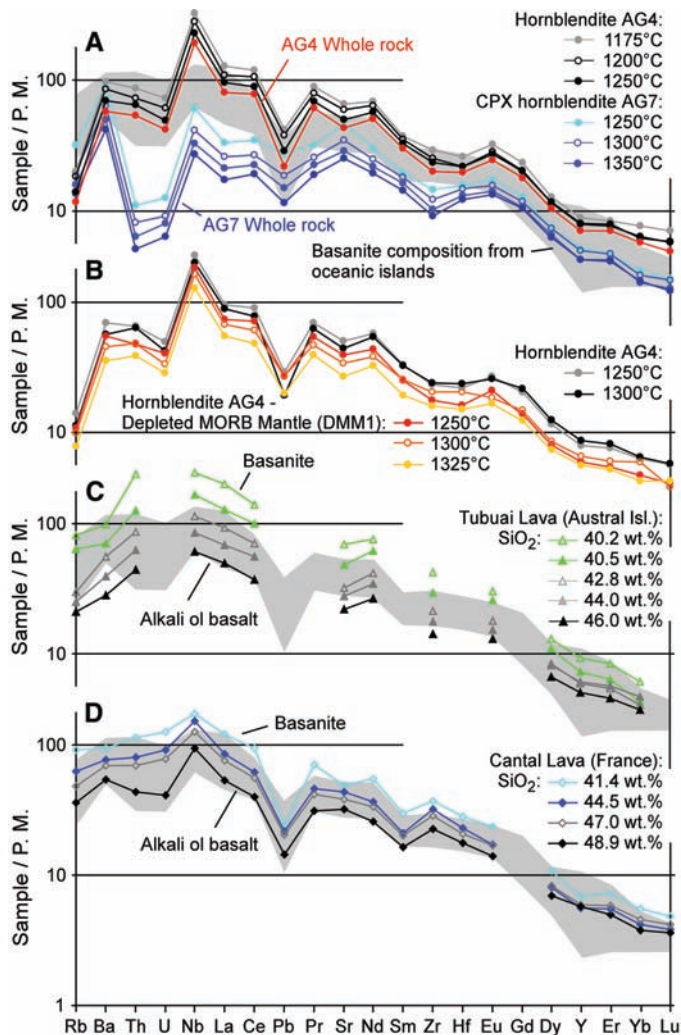 A
Sample / P. M.
100
10
AG4 Whole rock
AG7 Whole rock
Hornblendite AG4:
1175°C
1200°C
1250°C
CPX hornblendite AG7:
1250°C
1300°C
1350°C
Basanite composition from
oceanic islands
B
Sample / P. M.
100
10
Hornblendite AG4:
1250°C
1300°C
Hornblendite AG4 -
Depleted MORB Mantle (DMM1):
1250°C
1300°C
1325°C
C
Sample / P. M.
100
10
Basanite
Alkali ol basalt
Tubuai Lava (Austral Isl.):
SiO2:
40.2 wt.%
40.5 wt.%
42.8 wt.%
44.0 wt.%
46.0 wt.%
D
Sample / P. M.
100
10
1
Basanite
Alkali ol basalt
Cantal Lava (France):
SiO2:
41.4 wt.%
44.5 wt.%
47.0 wt.%
48.9 wt.%
Rb Ba Th U Nb La Ce Pb Pr Sr Nd Sm Zr Hf Eu Gd Dy Y Er Yb Lu